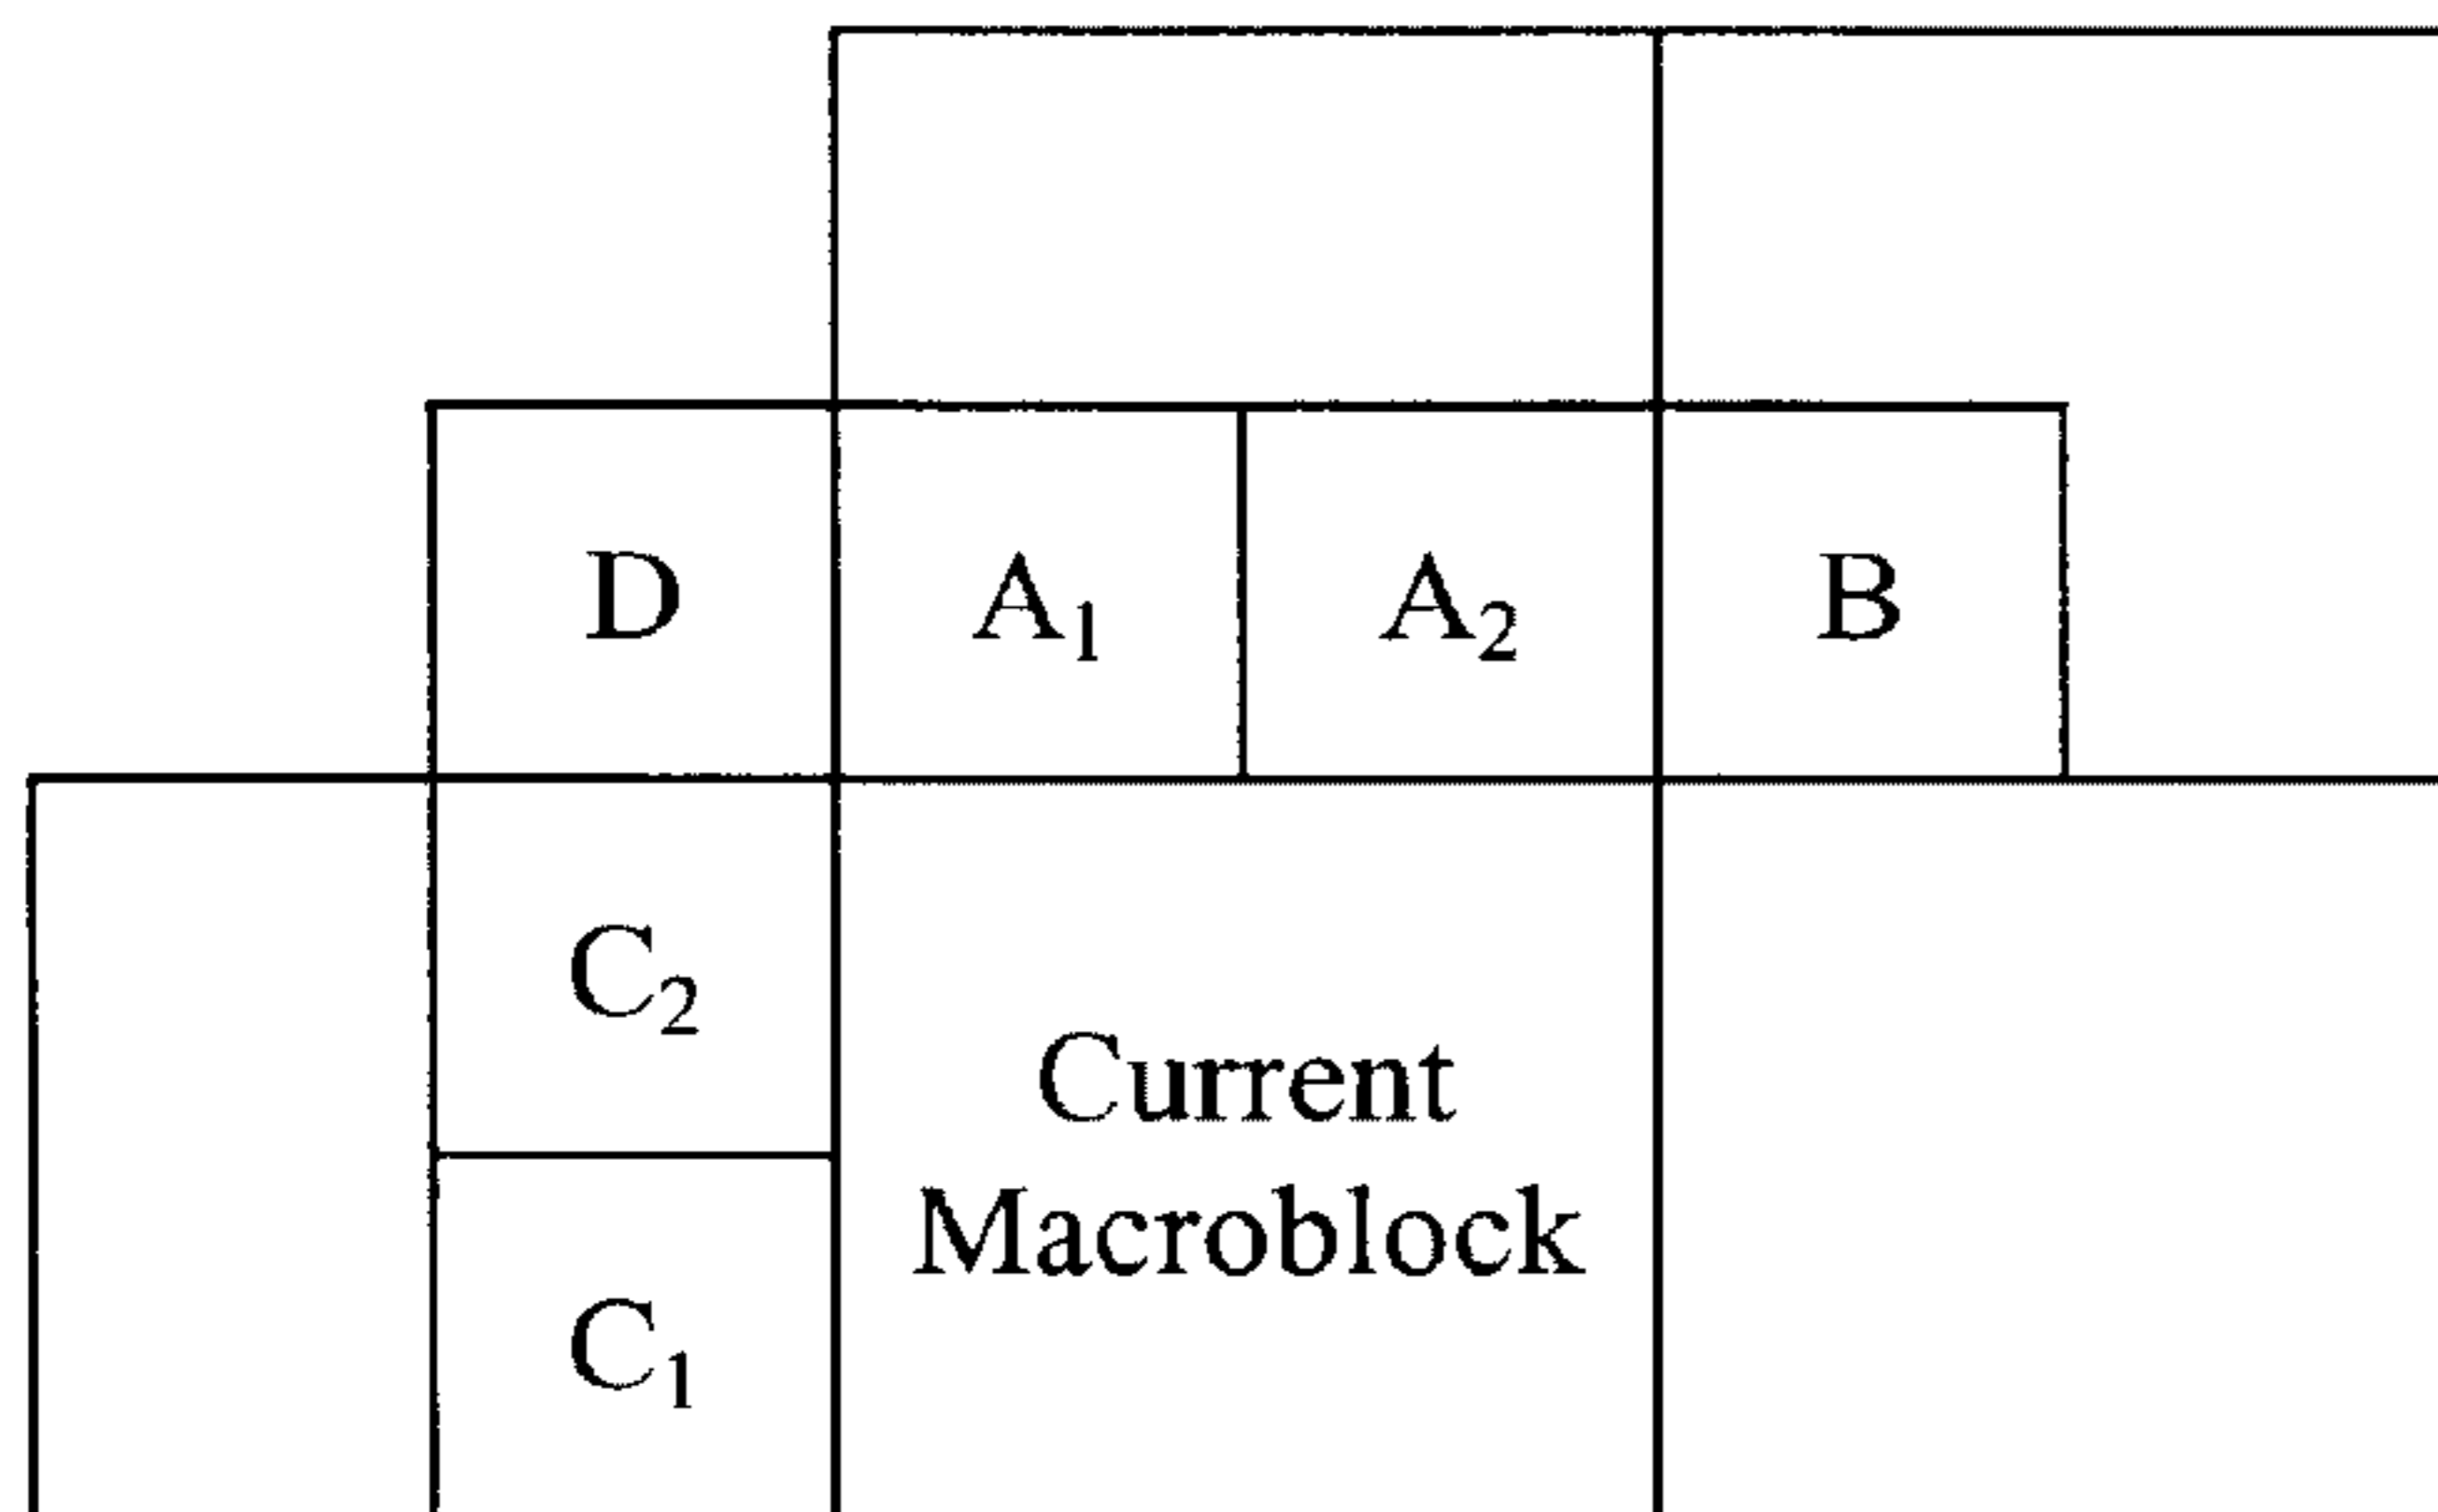 D A₁ A₂ B
C₂
Current
Macroblock
C₁